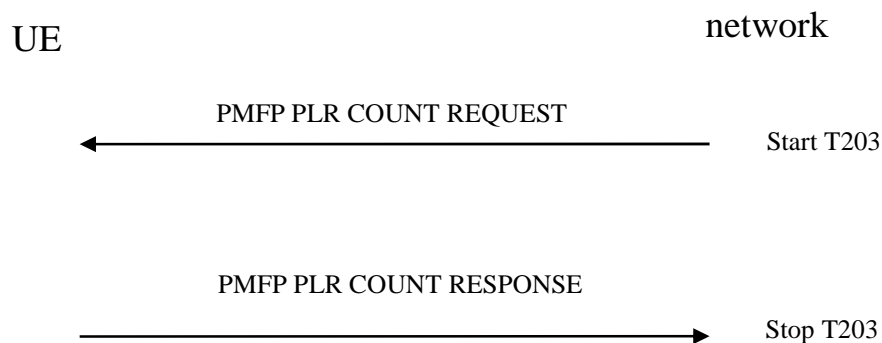 UE
network
PMFP PLR COUNT REQUEST
Start T203
PMFP PLR COUNT RESPONSE
Stop T203